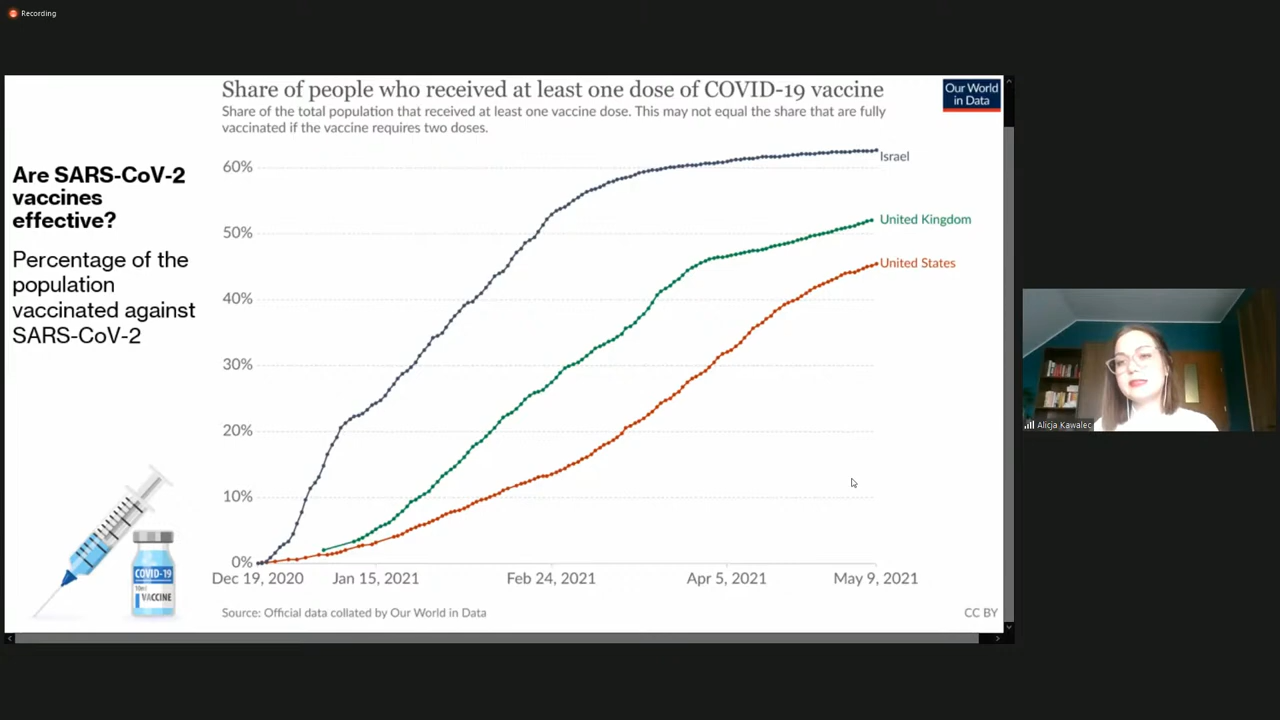 Recording
Share of people who received at least one dose of COVID-19 vaccine
Share of the total population that received at least one vaccine dose. This may not equal the share that are fully
vaccinated if the vaccine requires two doses.
Our World
in Data
Are SARS-CoV-2
vaccines
effective?
Percentage of the
population
vaccinated against
SARS-CoV-2
60%
50%
40%
30%
20%
10%
0%
Israel
United Kingdom
United States
Dec 19, 2020
Jan 15, 2021
Feb 24, 2021
Apr 5, 2021
May 9, 2021
Source: Official data collated by Our World in Data
CC BY
COVID-19
VACCINE
Alicja Kawalec